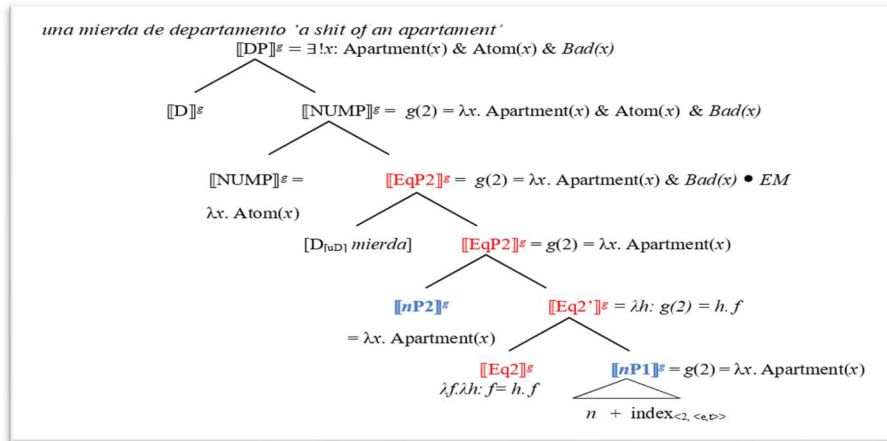 una mierda de departamento ‘a shit of an apartament’
⟦DP⟧ᵍ = ∃!x: Apartment(x) & Atom(x) & Bad(x)
⟦D⟧ᵍ ⟦NUMP⟧ᵍ = g(2) = λx. Apartment(x) & Atom(x) & Bad(x)
⟦NUMP⟧ᵍ = ⟦EqP2⟧ᵍ = g(2) = λx. Apartment(x) & Bad(x) ● EM
λx. Atom(x)
[D[uD] mierda] ⟦EqP2⟧ᵍ = g(2) = λx. Apartment(x)
⟦nP2⟧ᵍ ⟦Eq2’⟧ᵍ = λh: g(2) = h. f
= λx. Apartment(x)
⟦Eq2⟧ᵍ ⟦nP1⟧ᵍ = g(2) = λx. Apartment(x)
λf.λh: f= h. f
n + index<2, <e,t>>